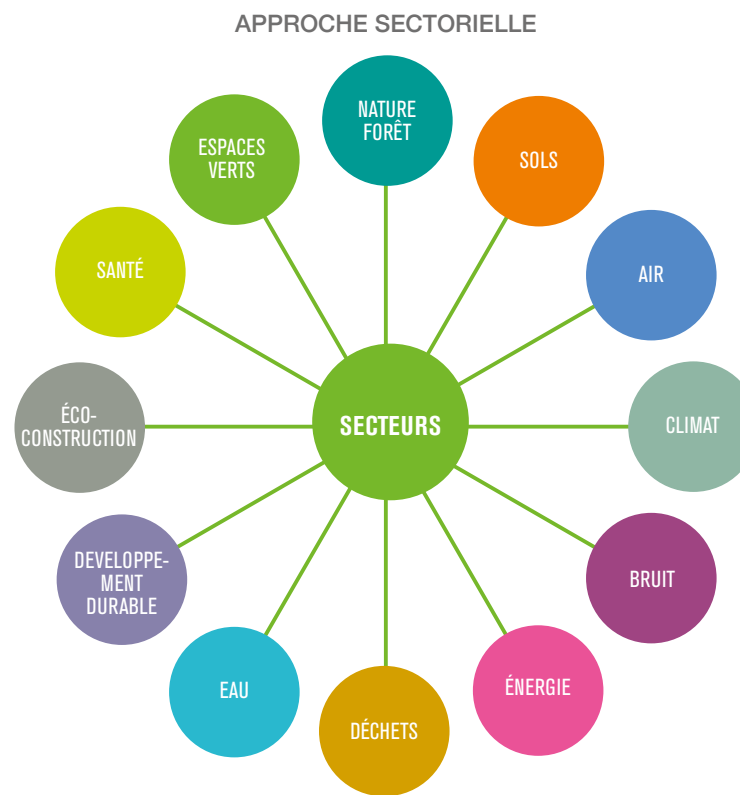 APPROCHE SECTORIELLE
NATURE
FORÊT
SOLS
AIR
CLIMAT
BRUIT
ÉNERGIE
DÉCHETS
EAU
DEVELOPPE-
MENT
DURABLE
ÉCO-
CONSTRUCTION
SANTÉ
ESPACES
VERTS
SECTEURS